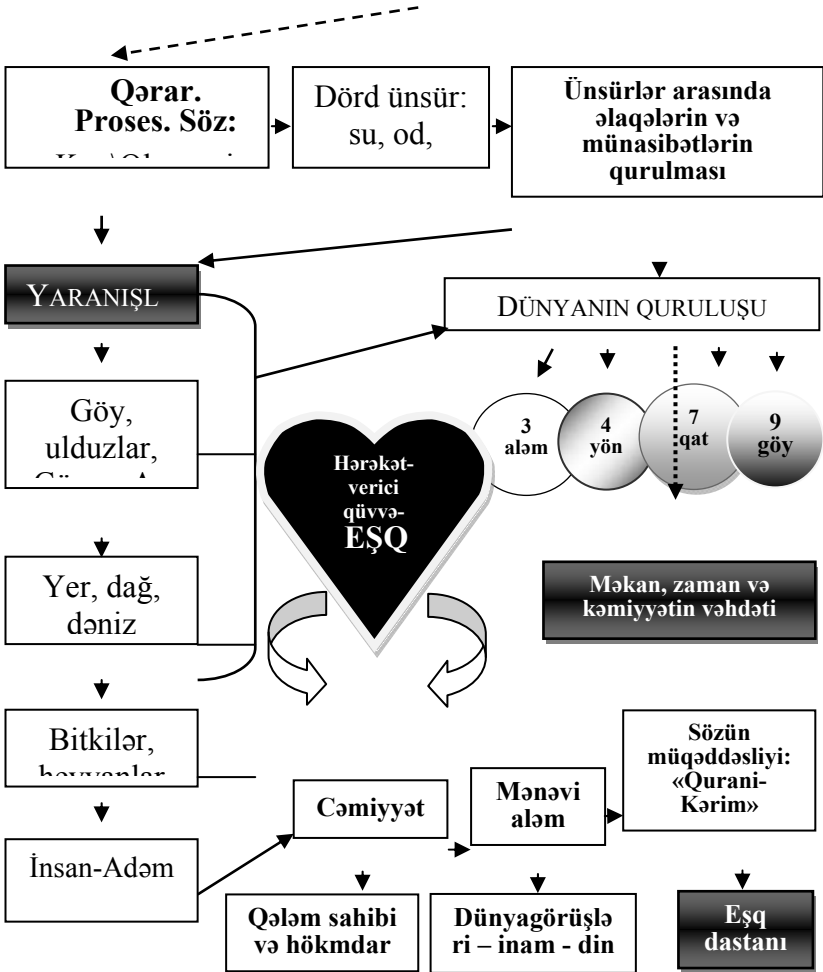 Qərar.
Proses. Söz:
Dörd ünsür:
su, od,
Ünsürlər arasında
əlaqələrin və
münasibətlərin
qurulması
YARANIŞL
DÜNYANIN QURULUŞU
Göy,
ulduzlar,
3
aləm
4
yön
7
qat
9
göy
Hərəkət-
verici
qüvvə-
EŞQ
Yer, dağ,
dəniz
Məkan, zaman və
kəmiyyətin vəhdəti
Bitkilər,
heyvanlar
Sözün
müqəddəsliyi:
«Qurani-
Kərim»
Cəmiyyət
Mənəvi
aləm
İnsan-Adəm
Qələm sahibi
və hökmdar
Dünyagörüşlə
ri – inam - din
Eşq
dastanı